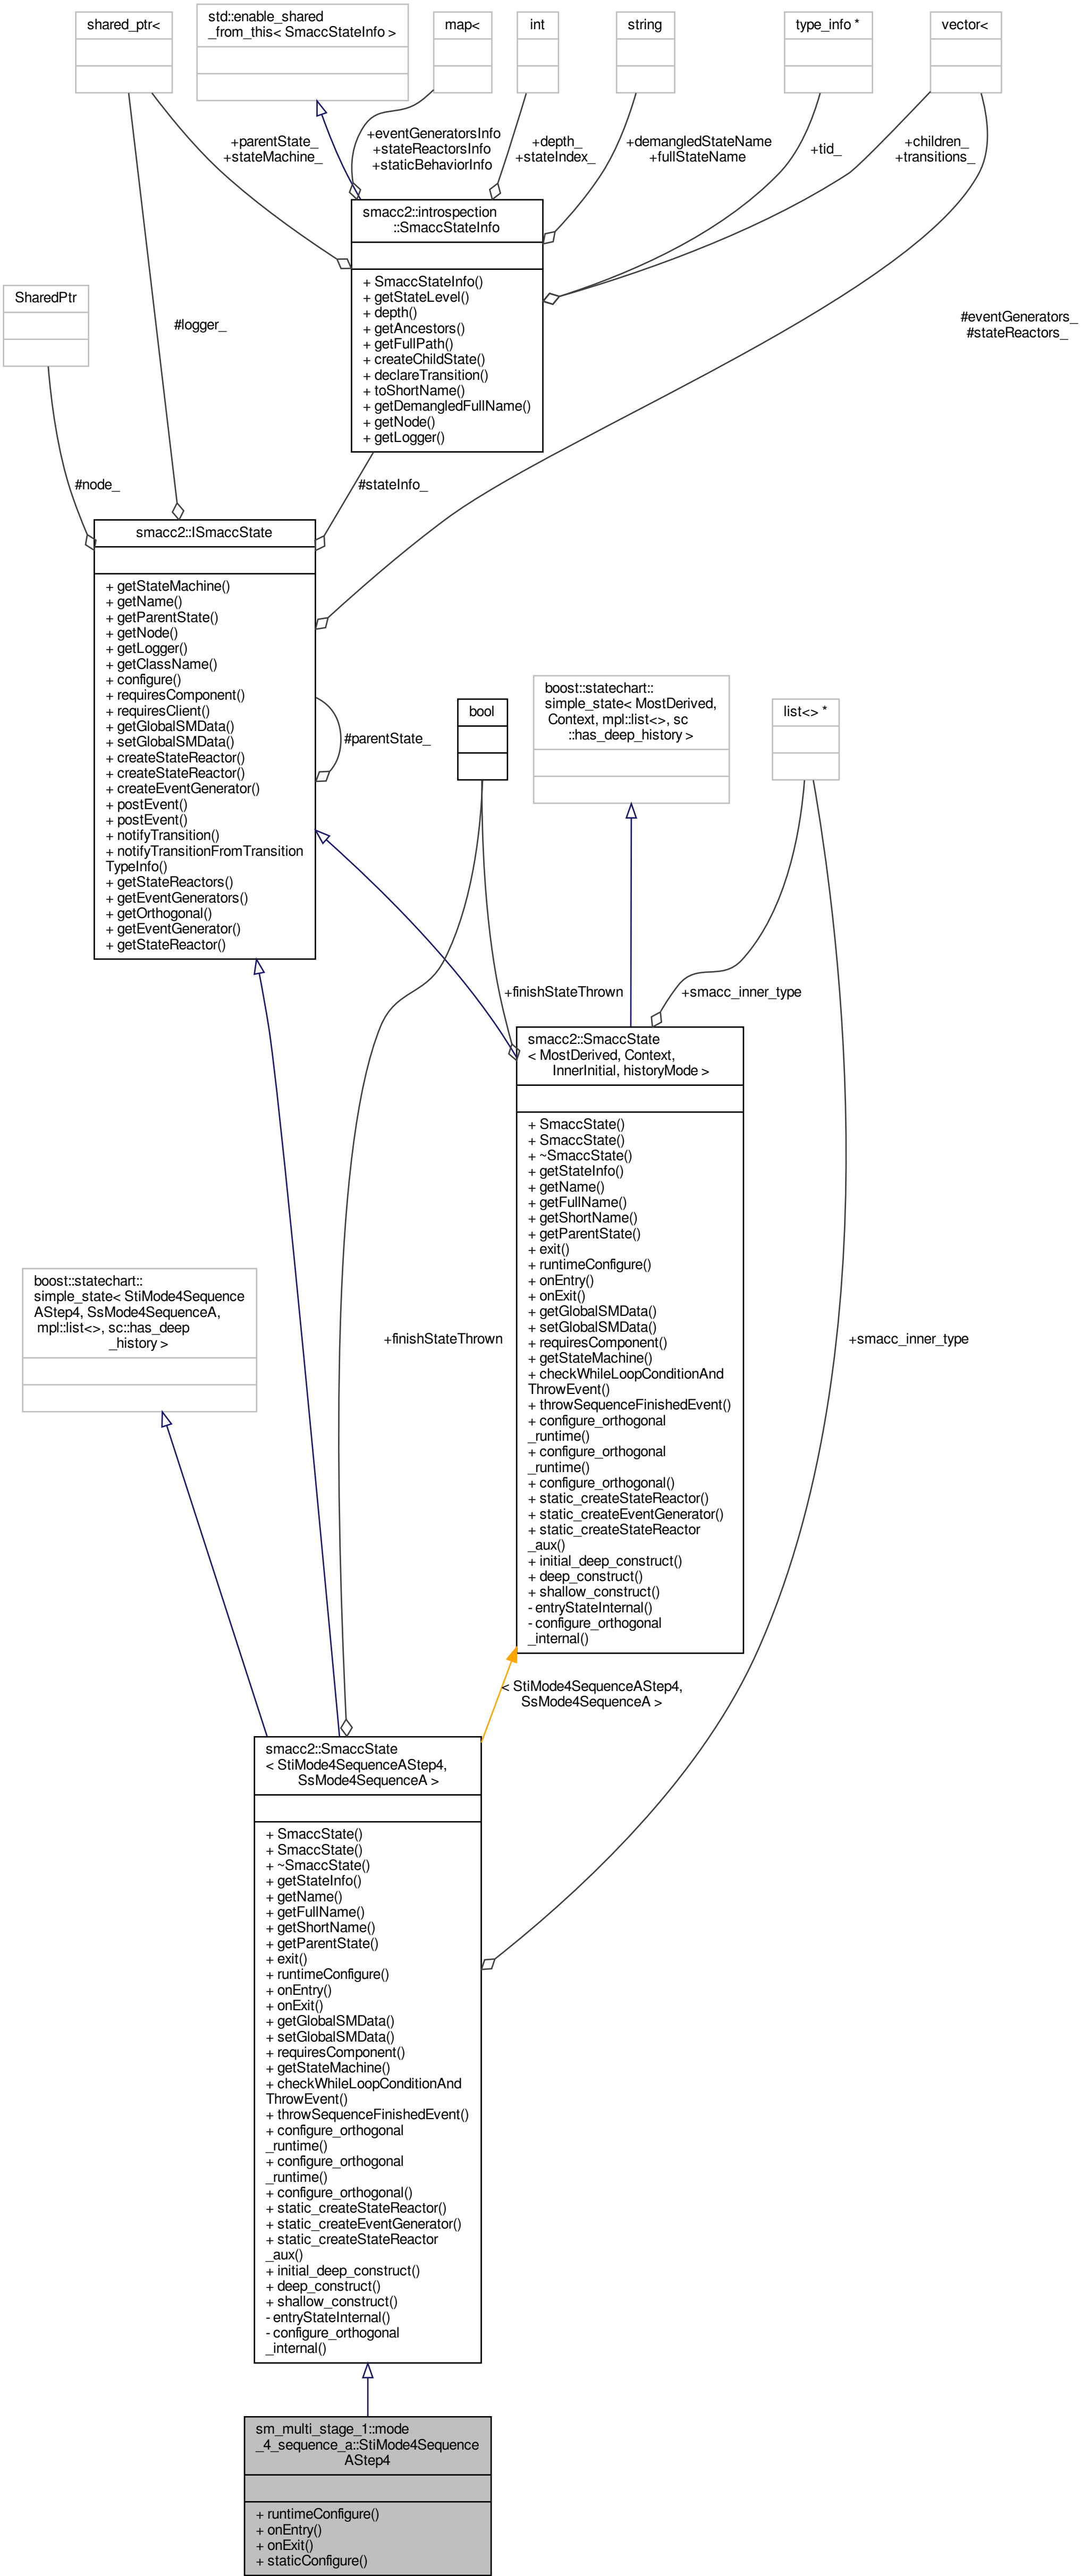 shared_ptr<
std::enable_shared
_from_this< SmaccStateInfo >
map<
int
string
type_info *
vector<
+parentState_
+stateMachine_
+eventGeneratorsInfo
+stateReactorsInfo
+staticBehaviorInfo
+depth_
+stateIndex_
+demangledStateName
+fullStateName
+tid_
+children_
+transitions_
smacc2::introspection
::SmaccStateInfo
+ SmaccStateInfo()
+ getStateLevel()
+ depth()
+ getAncestors()
+ getFullPath()
+ createChildState()
+ declareTransition()
+ toShortName()
+ getDemangledFullName()
+ getNode()
+ getLogger()
SharedPtr
#logger_
#eventGenerators_
#stateReactors_
#node_
#stateInfo_
smacc2::ISmaccState
+ getStateMachine()
+ getName()
+ getParentState()
+ getNode()
+ getLogger()
+ getClassName()
+ configure()
+ requiresComponent()
+ requiresClient()
+ getGlobalSMData()
+ setGlobalSMData()
+ createStateReactor()
+ createStateReactor()
+ createEventGenerator()
+ postEvent()
+ postEvent()
+ notifyTransition()
+ notifyTransitionFromTransition
TypeInfo()
+ getStateReactors()
+ getEventGenerators()
+ getOrthogonal()
+ getEventGenerator()
+ getStateReactor()
#parentState_
bool
boost::statechart::
simple_state< MostDerived,
Context, mpl::list<>, sc
::has_deep_history >
list<> *
+finishStateThrown
+smacc_inner_type
smacc2::SmaccState
< MostDerived, Context,
InnerInitial, historyMode >
+ SmaccState()
+ SmaccState()
+ ~SmaccState()
+ getStateInfo()
+ getName()
+ getFullName()
+ getShortName()
+ getParentState()
+ exit()
+ runtimeConfigure()
+ onEntry()
+ onExit()
+ getGlobalSMData()
+ setGlobalSMData()
+ requiresComponent()
+ getStateMachine()
+ checkWhileLoopConditionAnd
ThrowEvent()
+ throwSequenceFinishedEvent()
+ configure_orthogonal
_runtime()
+ configure_orthogonal
_runtime()
+ configure_orthogonal()
+ static_createStateReactor()
+ static_createEventGenerator()
+ static_createStateReactor
_aux()
+ initial_deep_construct()
+ deep_construct()
+ shallow_construct()
- entryStateInternal()
- configure_orthogonal
_internal()
boost::statechart::
simple_state< StiMode4Sequence
AStep4, SsMode4SequenceA,
mpl::list<>, sc::has_deep
_history >
+finishStateThrown
+smacc_inner_type
< StiMode4SequenceAStep4,
SsMode4SequenceA >
smacc2::SmaccState
< StiMode4SequenceAStep4,
SsMode4SequenceA >
+ SmaccState()
+ SmaccState()
+ ~SmaccState()
+ getStateInfo()
+ getName()
+ getFullName()
+ getShortName()
+ getParentState()
+ exit()
+ runtimeConfigure()
+ onEntry()
+ onExit()
+ getGlobalSMData()
+ setGlobalSMData()
+ requiresComponent()
+ getStateMachine()
+ checkWhileLoopConditionAnd
ThrowEvent()
+ throwSequenceFinishedEvent()
+ configure_orthogonal
_runtime()
+ configure_orthogonal
_runtime()
+ configure_orthogonal()
+ static_createStateReactor()
+ static_createEventGenerator()
+ static_createStateReactor
_aux()
+ initial_deep_construct()
+ deep_construct()
+ shallow_construct()
- entryStateInternal()
- configure_orthogonal
_internal()
sm_multi_stage_1::mode
_4_sequence_a::StiMode4Sequence
AStep4
+ runtimeConfigure()
+ onEntry()
+ onExit()
+ staticConfigure()